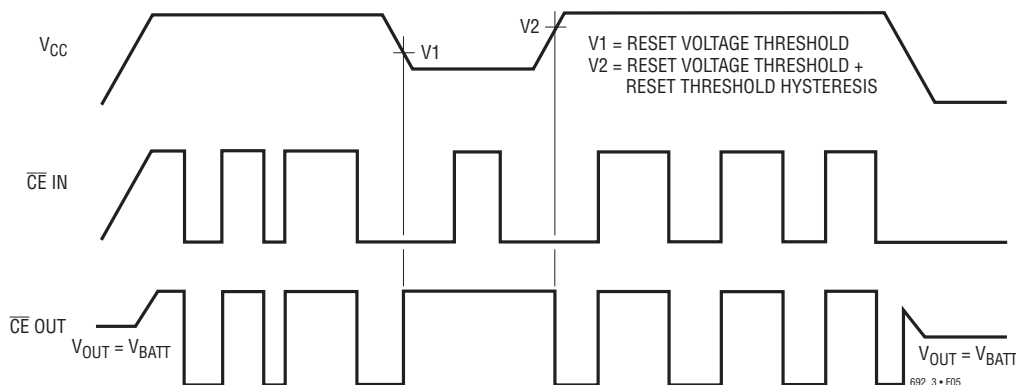 V2
V1
VCC
V1 = RESET VOLTAGE THRESHOLD
V2 = RESET VOLTAGE THRESHOLD +
RESET THRESHOLD HYSTERESIS
CE IN
CE OUT
VOUT = VBATT
VOUT = VBATT
692_3 • F05